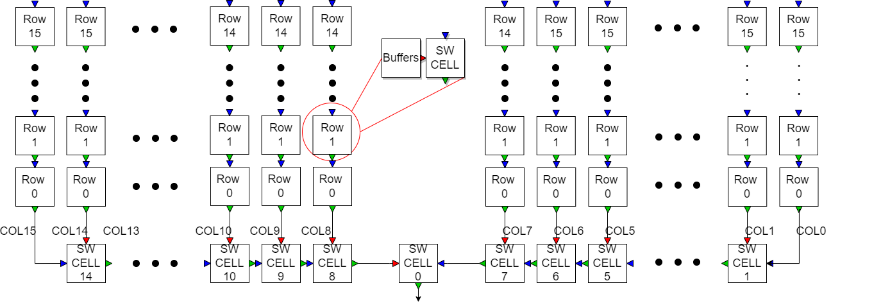 Row Row Row Row Row Row Row Row Row Row
15 15 14 14 14 14 15 15 15 15
Buffers SW
CELL
Row Row Row Row Row Row Row Row Row Row
1 1 1 1 1 1 1 1 1 1
Row Row Row Row Row Row Row Row Row Row
0 0 0 0 0 0 0 0 0 0
COL15 COL14 COL13 COL10 COL9 COL8 COL7 COL6 COL5 COL1 COL0
SW SW SW SW SW SW SW SW SW
CELL CELL CELL CELL CELL CELL CELL CELL CELL
14 10 9 8 0 7 6 5 1